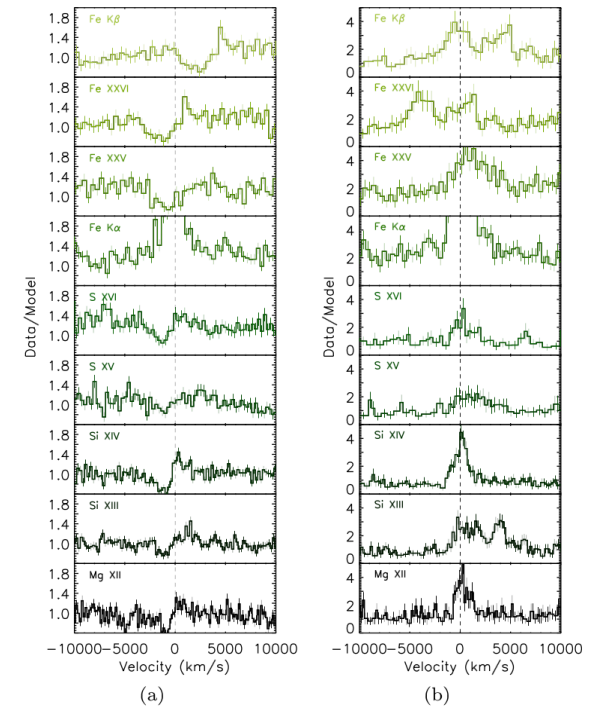 Fe Kβ
1.8
1.4
1.0
Fe XXVI
1.8
1.4
1.0
Fe XXV
1.8
1.4
1.0
Fe Kα
1.8
1.4
1.0
S XVI
1.8
1.4
1.0
S XV
1.8
1.4
1.0
Si XIV
1.8
1.4
1.0
Si XIII
1.8
1.4
1.0
Mg XII
1.8
1.4
1.0
Data/Model
-10000 -5000 0 5000 10000
Velocity (km/s)
(a)
Fe Kβ
4
2
0
Fe XXVI
4
2
0
Fe XXV
4
2
0
Fe Kα
4
2
0
S XVI
4
2
0
S XV
4
2
0
Si XIV
4
2
0
Si XIII
4
2
0
Mg XII
4
2
0
Data/Model
-10000 -5000 0 5000 10000
Velocity (km/s)
(b)